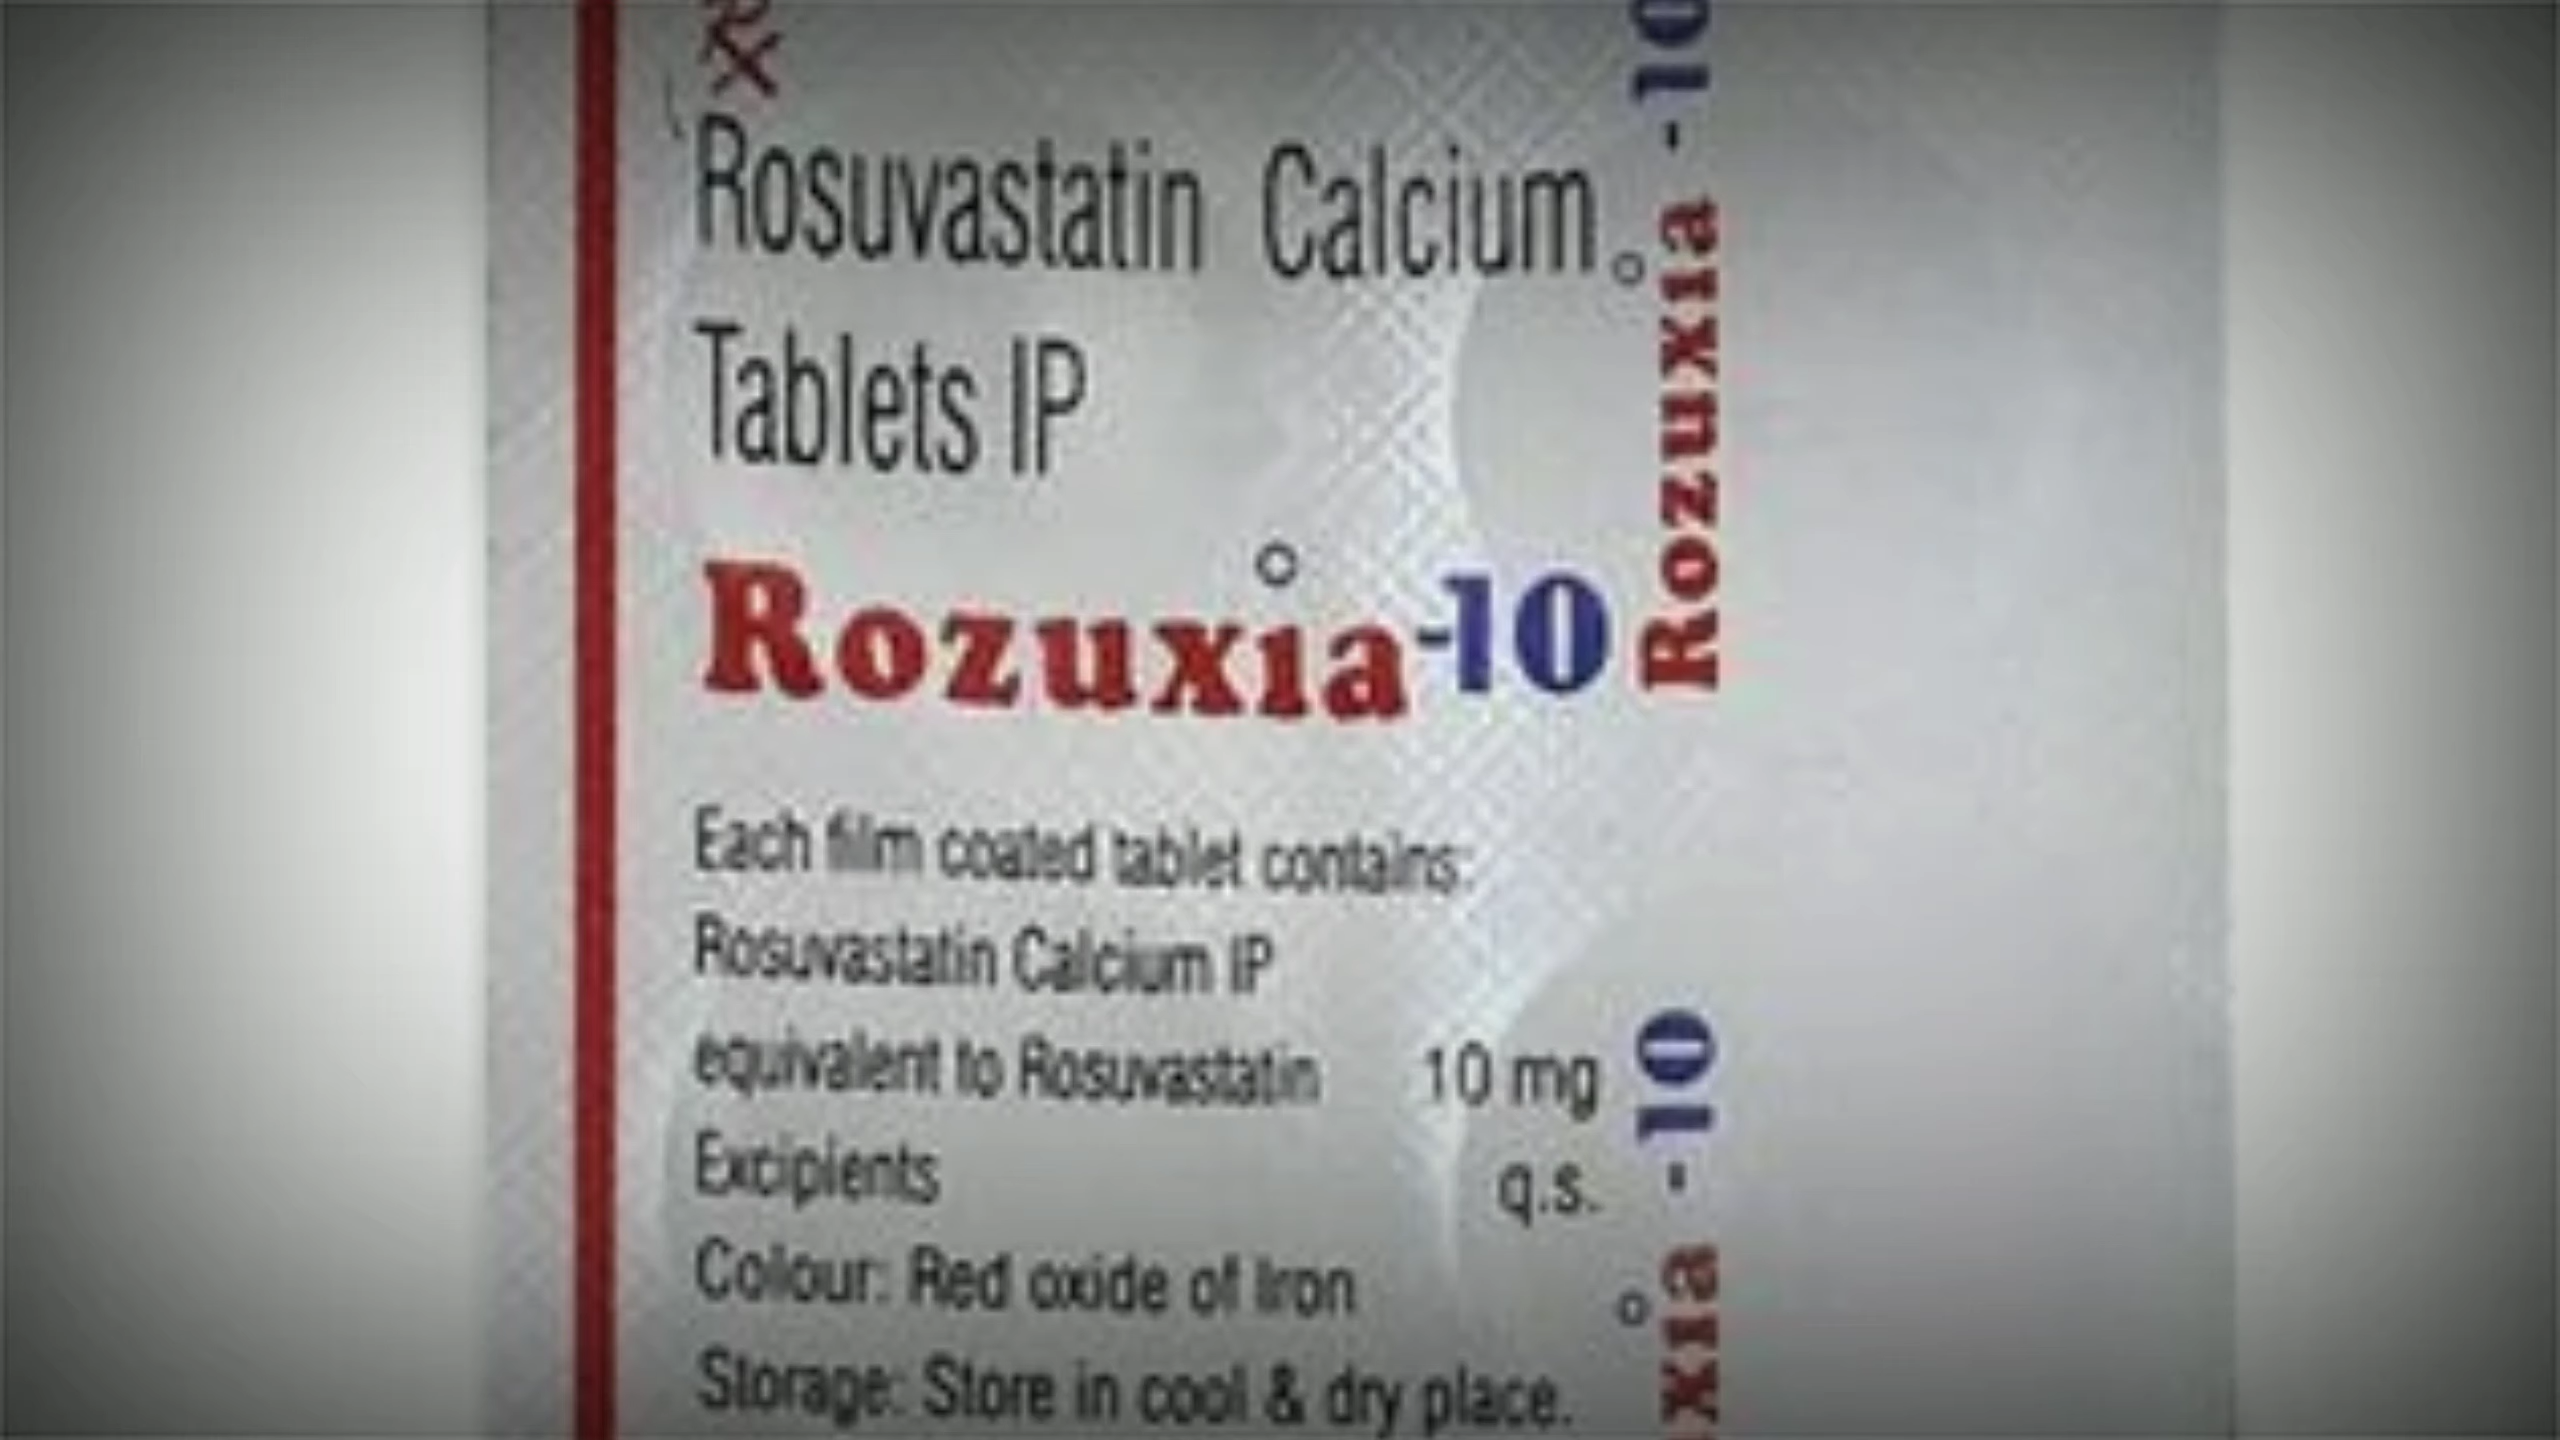 Rx
Rosuvastatin Calcium
Tablets IP
Rozuxia-10
Each film coated tablet contains:
Rosuvastatin Calcium IP
equivalent to Rosuvastatin 10 mg
Excipients q.s.
Colour: Red oxide of Iron
Storage: Store in cool & dry place.
Rozuxia - 10
xia - 10